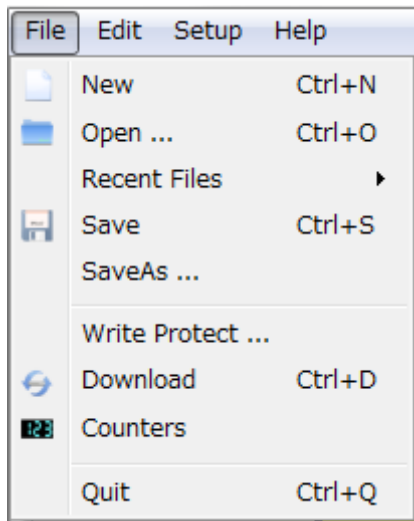 File Edit Setup Help
New Ctrl+N
Open ... Ctrl+O
Recent Files
Save Ctrl+S
SaveAs ...
Write Protect ...
Download Ctrl+D
123 Counters
Quit Ctrl+Q